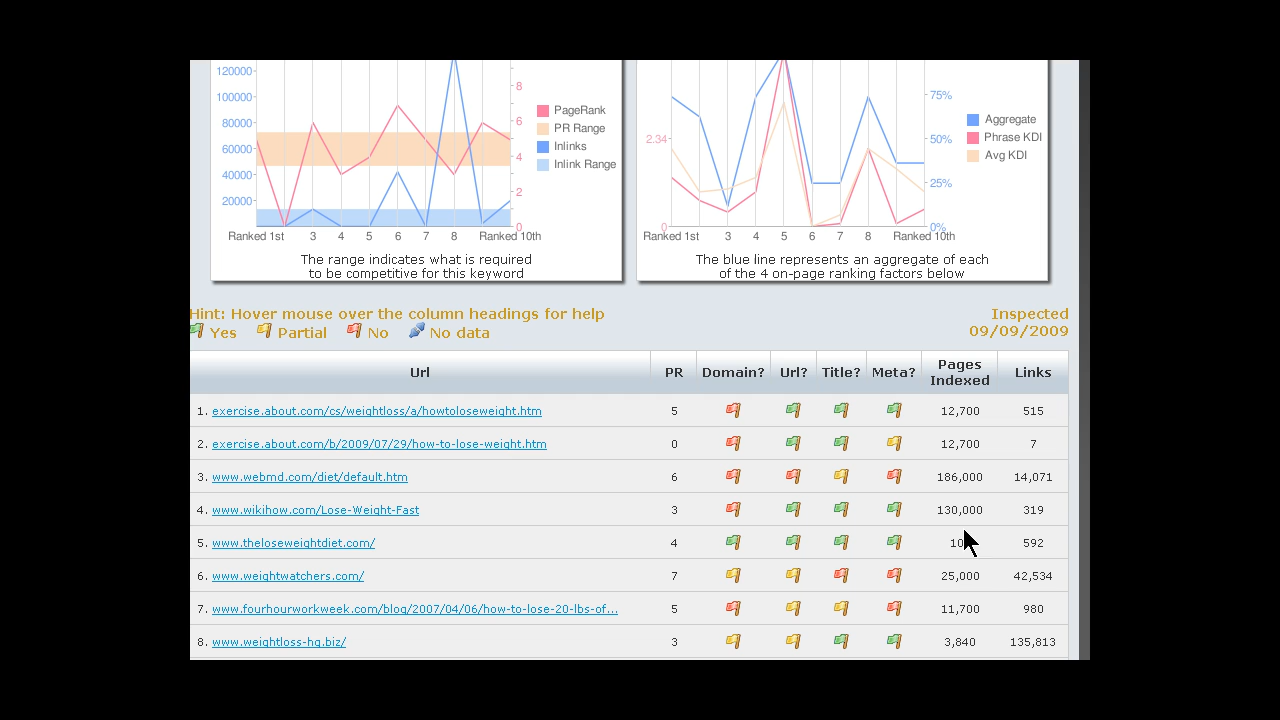 120000
100000
80000
60000
40000
20000
8
6
4
2
0
Ranked 1st 3 4 5 6 7 8 Ranked 10th
PageRank
PR Range
Inlinks
Inlink Range
The range indicates what is required
to be competitive for this keyword
2.34
0
75%
50%
25%
0%
Ranked 1st 3 4 5 6 7 8 Ranked 10th
Aggregate
Phrase KDI
Avg KDI
The blue line represents an aggregate of each
of the 4 on-page ranking factors below
Hint: Hover mouse over the column headings for help
Yes Partial No No data
Inspected
09/09/2009
Url PR Domain? Url? Title? Meta? Pages Indexed Links
1. exercise.about.com/cs/weightloss/a/howtoloseweight.htm 5 12,700 515
2. exercise.about.com/b/2009/07/29/how-to-lose-weight.htm 0 12,700 7
3. www.webmd.com/diet/default.htm 6 186,000 14,071
4. www.wikihow.com/Lose-Weight-Fast 3 130,000 319
5. www.theloseweightdiet.com/ 4 592
6. www.weightwatchers.com/ 7 25,000 42,534
7. www.fourhourworkweek.com/blog/2007/04/06/how-to-lose-20-lbs-of... 5 11,700 980
8. www.weightloss-hq.biz/ 3 3,840 135,813